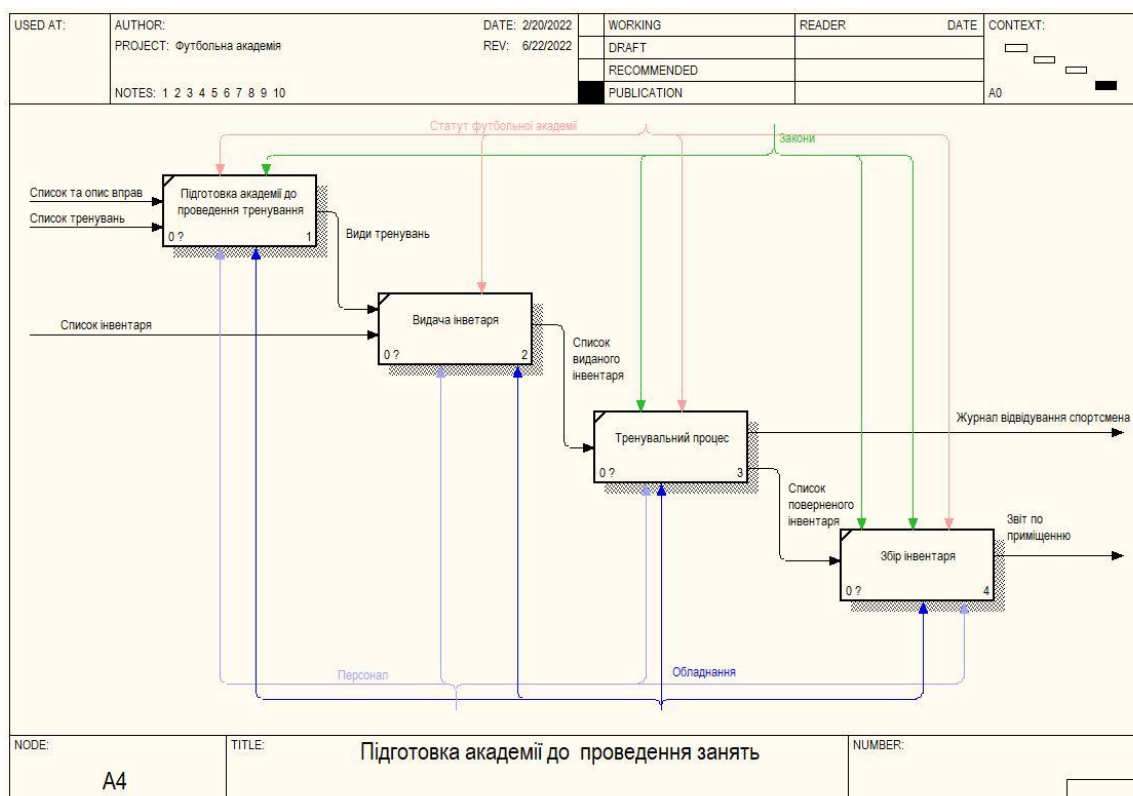 USED AT:
AUTHOR:
DATE: 2/20/2022
PROJECT: Футбольна академія
REV: 6/22/2022
NOTES: 1 2 3 4 5 6 7 8 9 10
WORKING
DRAFT
RECOMMENDED
PUBLICATION
READER DATE
CONTEXT:
A0
Статут футбольної академії
Закони
Список та опис вправ
Список тренувань
Підготовка академії до
проведення тренування
0 ? 1
Види тренувань
Список інвентаря
Видача інветаря
0 ? 2
Список
виданого
інвентаря
Тренувальний процес
0 ? 3
Журнал відвідування спортсмена
Список
поверненого
інвентаря
Збір інвентаря
0 ? 4
Звіт по
приміщенню
Персонал
Обладнання
NODE:
A4
TITLE:
Підготовка академії до проведення занять
NUMBER: